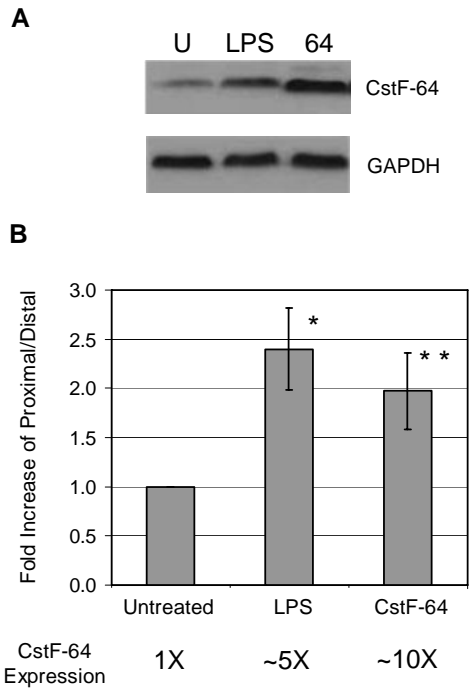 A
U LPS 64
CstF-64
GAPDH
B
Fold Increase of Proximal/Distal
3.0
2.5
2.0
1.5
1.0
0.5
0.0
*
* *
Untreated LPS CstF-64
CstF-64
Expression
1X ~5X ~10X